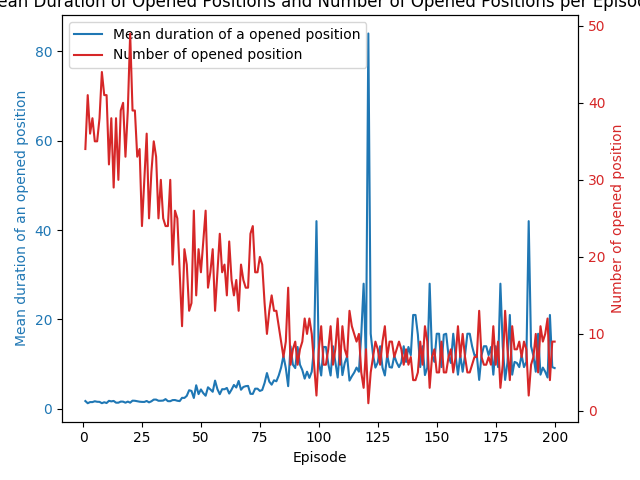 ean Duration of Opened Positions and Number of Opened Positions per Episod
Mean duration of a opened position
Number of opened position
Mean duration of an opened position
0
20
40
60
80
Number of opened position
0
10
20
30
40
50
0 25 50 75 100 125 150 175 200
Episode